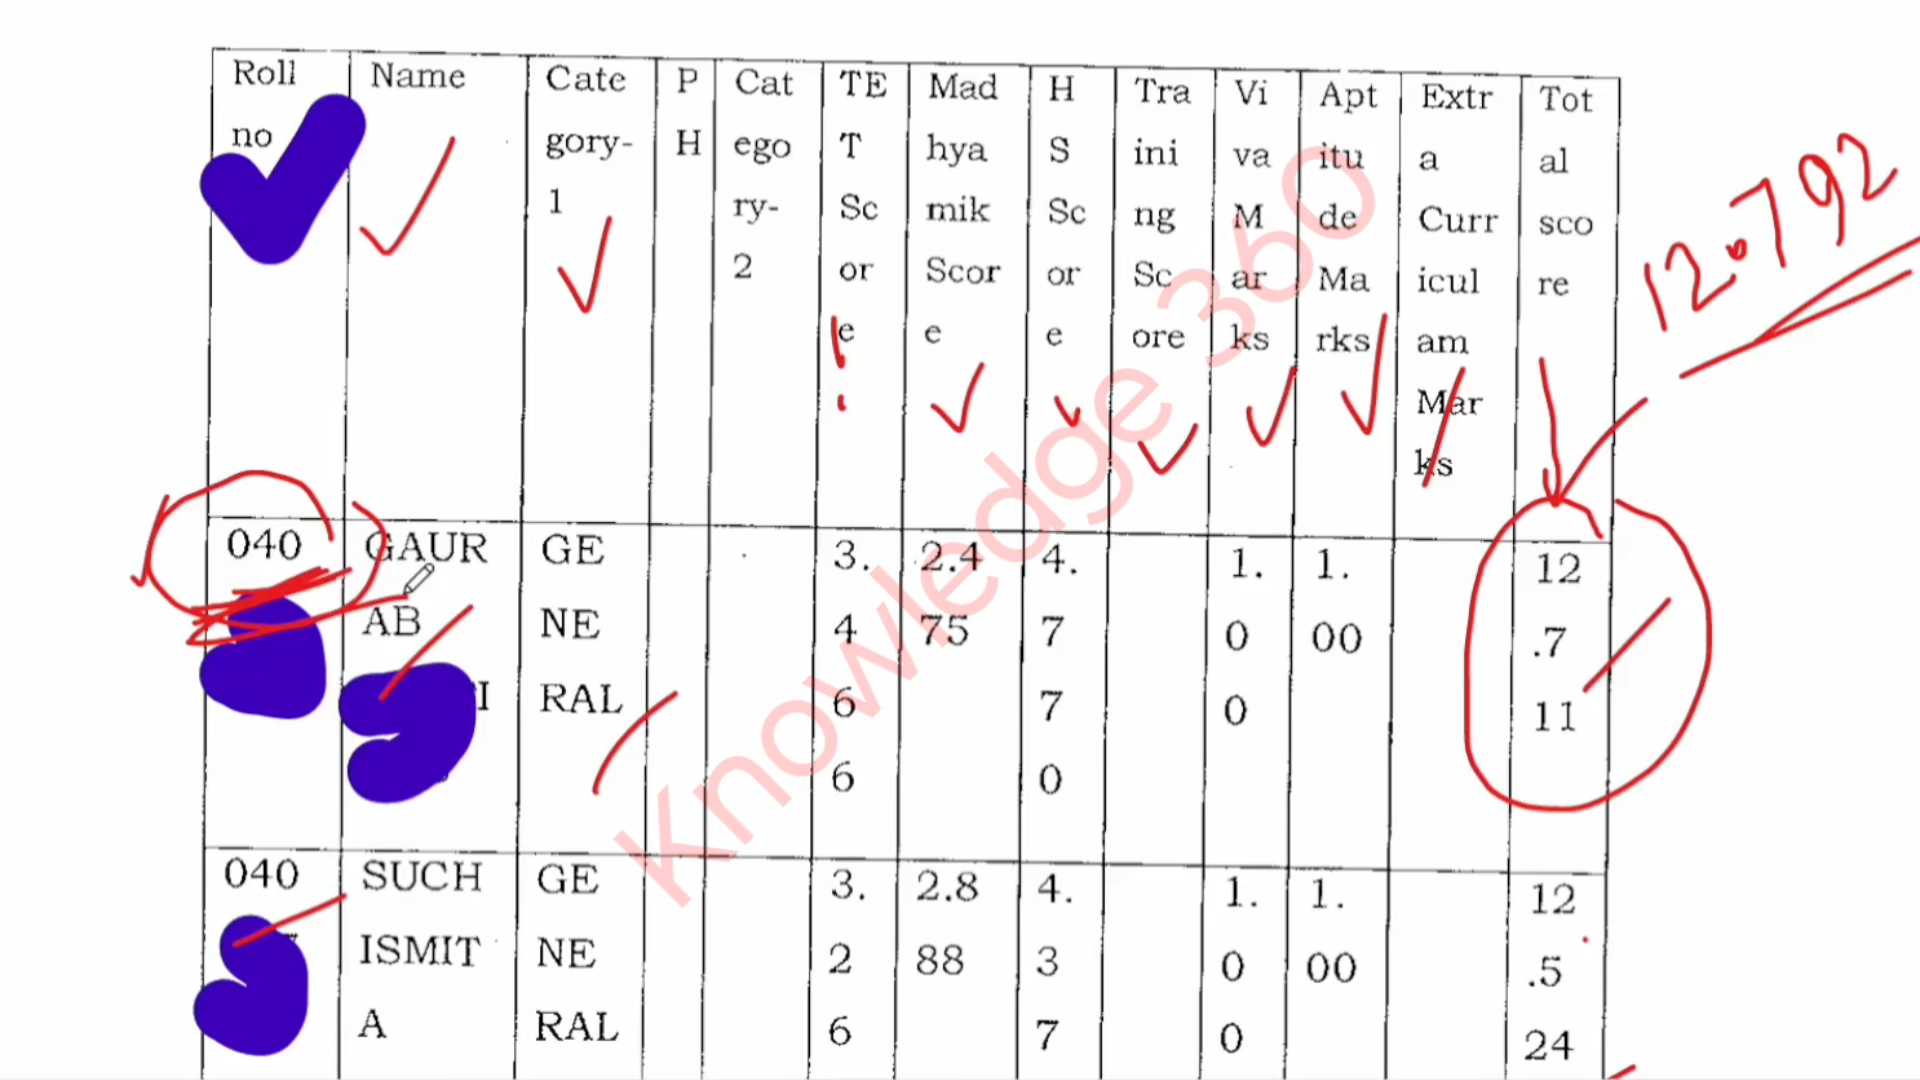 Roll Name Cate P Cat TE Mad H Tra Vi Apt Extr Tot
no gory- H ego T hya S ini va itu a al
1 ry- Sc mik Sc ng M de Curr sco
2 or Scor or Sc ar Ma icul re
e e e ore ks rks am
Mar
ks
12.792
Knowledge 360
040 GAUR GE 3. 2.4 4. 1. 1. 12
AB NE 4 75 7 0 00 .7
I RAL 6 7 0 11
6 0
040 SUCH GE 3. 2.8 4. 1. 1. 12
ISMIT NE 2 88 3 0 00 .5
A RAL 6 7 0 24